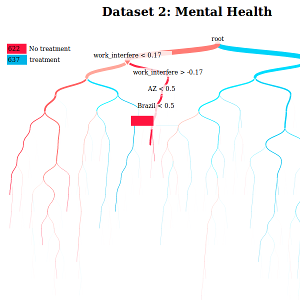 Dataset 2: Mental Health
root
622 No treatment
637 treatment
work_interfere < 0.17
work_interfere > -0.17
AZ < 0.5
Brazil < 0.5